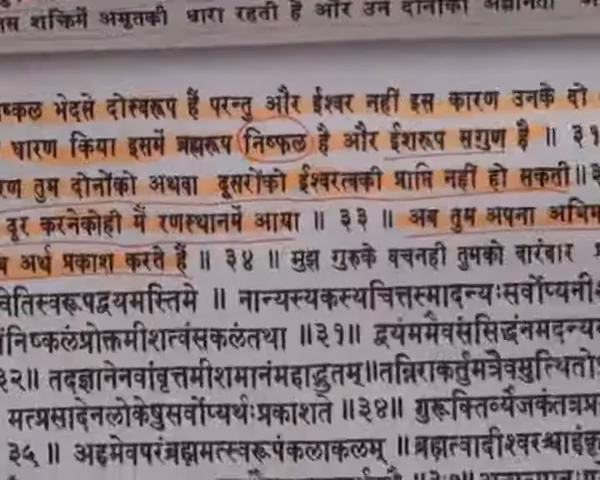 शक्तिमें अमृतकी धारा रहती है और उन दोनोंकी
ष्कल भेदसे दोस्वरूप हैं परन्तु और ईश्वर नहीं इस कारण उनके दो
धारण किया इसमें ब्रह्मरूप निष्फल है और ईशरूप सगुण है ॥ ३१
रण तुम दोनोंको अथवा दूसरोंको ईश्वरत्वकी प्राप्ति नहीं हो सकती॥
दूर करनेकोही मैं रणस्थानमें आया ॥ ३३ ॥ अब तुम अपना अभिम
अर्थ प्रकाश करते हैं ॥ ३४ ॥ मुझ गुरुके वचनही तुमको वारंवार
वेतिस्वरूपद्वयमस्तिमे ॥ नान्यस्यकस्यचित्तस्मादन्यःसर्वोप्यनीश
निष्कलंप्रोक्तमीशत्वंसकलंतथा ॥३१॥ द्वयंममैवसंसिद्धंनमदन्य
३२॥ तदज्ञानेनवांवृत्तमीशमानंमहाद्भुतम्॥तन्निराकर्तुमत्रैवमुत्थितो
मत्प्रसादेनलोकेषुसर्वोप्यर्थःप्रकाशते ॥३४॥ गुरूक्तिर्व्यंजकंतत्रप्र
३५ ॥ अहमेवपरंब्रह्ममत्स्वरूपंकलाकलम् ॥ ब्रह्मत्वादीश्वरश्चाहंकृ